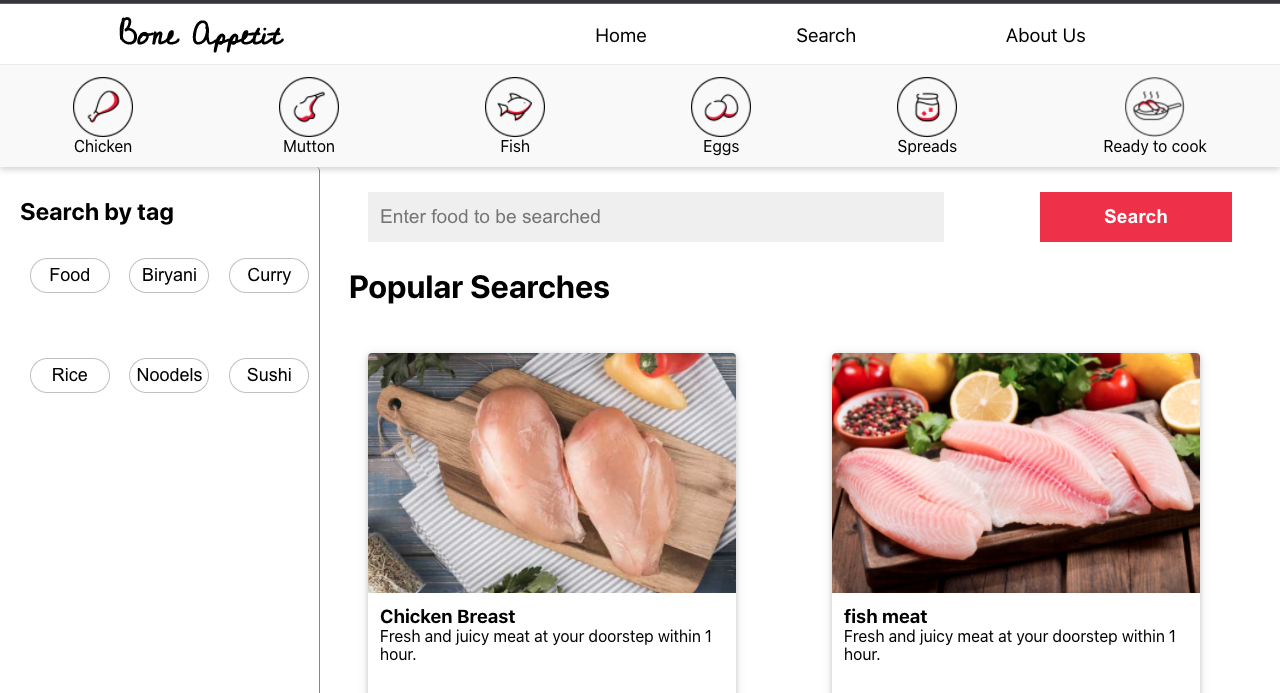 Bone Appetit
Home Search About Us
Chicken Mutton Fish Eggs Spreads Ready to cook
Search by tag
Food Biryani Curry
Rice Noodels Sushi
Enter food to be searched Search
Popular Searches
Chicken Breast
Fresh and juicy meat at your doorstep within 1
hour.
fish meat
Fresh and juicy meat at your doorstep within 1
hour.